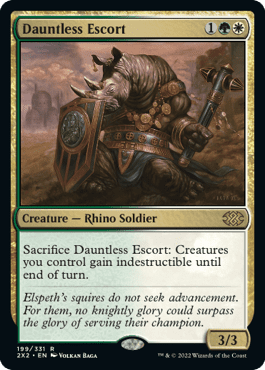 Dauntless Escort 1
Creature — Rhino Soldier
Sacrifice Dauntless Escort: Creatures
you control gain indestructible until
end of turn.
Elspeth's squires do not seek advancement.
For them, no knightly glory could surpass
the glory of serving their champion.
3/3
199/331 R
2X2 • EN VOLKAN BAGA
™ & © 2022 Wizards of the Coast